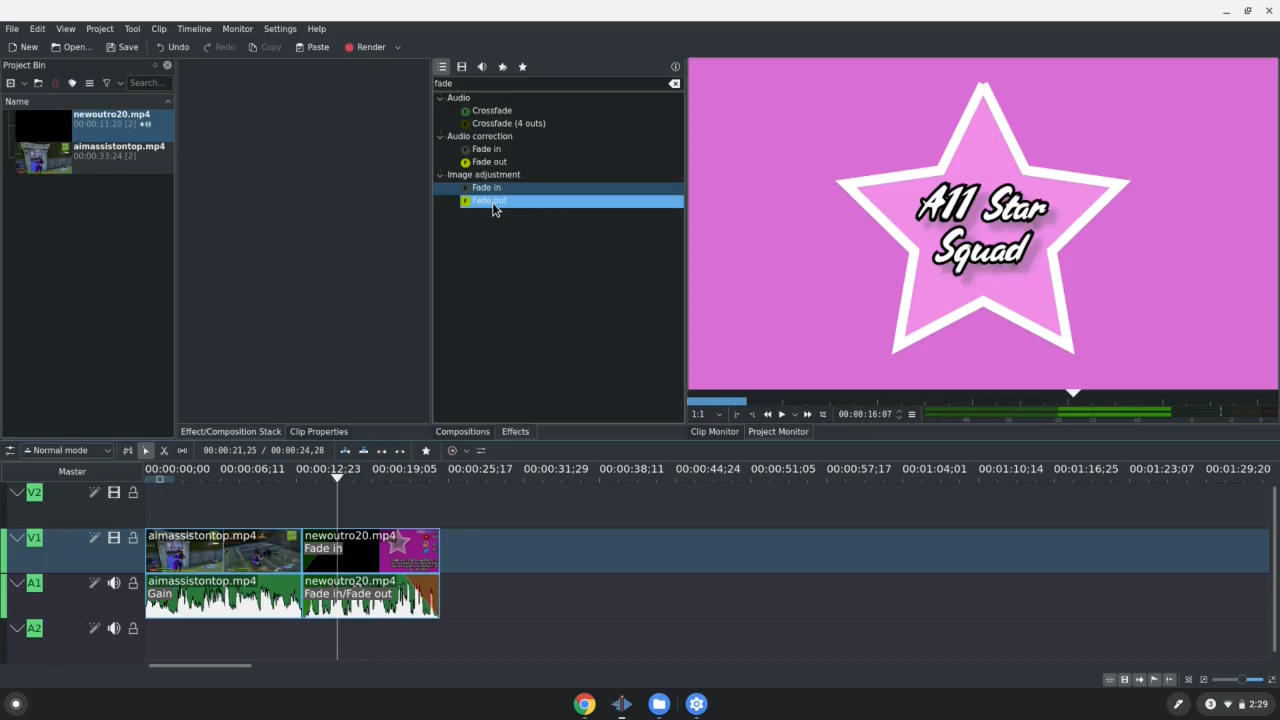 File Edit View Project Tool Clip Timeline Monitor Settings Help
New Open... Save Undo Redo Copy Paste Render
Project Bin
Search...
Name
newoutro20.mp4
00:00:11:20 [2]
aimassistontop.mp4
00:00:33:24 [2]
fade
Audio
Crossfade
Crossfade (4 outs)
Audio correction
Fade in
Fade out
Image adjustment
Fade in
Fade out
All Star
Squad
1:1 00:00:16:07
Effect/Composition Stack Clip Properties
Compositions Effects
Clip Monitor Project Monitor
Normal mode 00:00:21,25 / 00:00:24,28
Master
00:00:00;00 00:00:06;11 00:00:12;23 00:00:19;05 00:00:25;17 00:00:31;29 00:00:38;11 00:00:44;24 00:00:51;05 00:00:57;17 00:01:04;01 00:01:10;14 00:01:16;25 00:01:23;07 00:01:29;20
V2
V1
aimassistontop.mp4
newoutro20.mp4
Fade in
A1
aimassistontop.mp4
Gain
newoutro20.mp4
Fade in/Fade out
A2
3 2:29